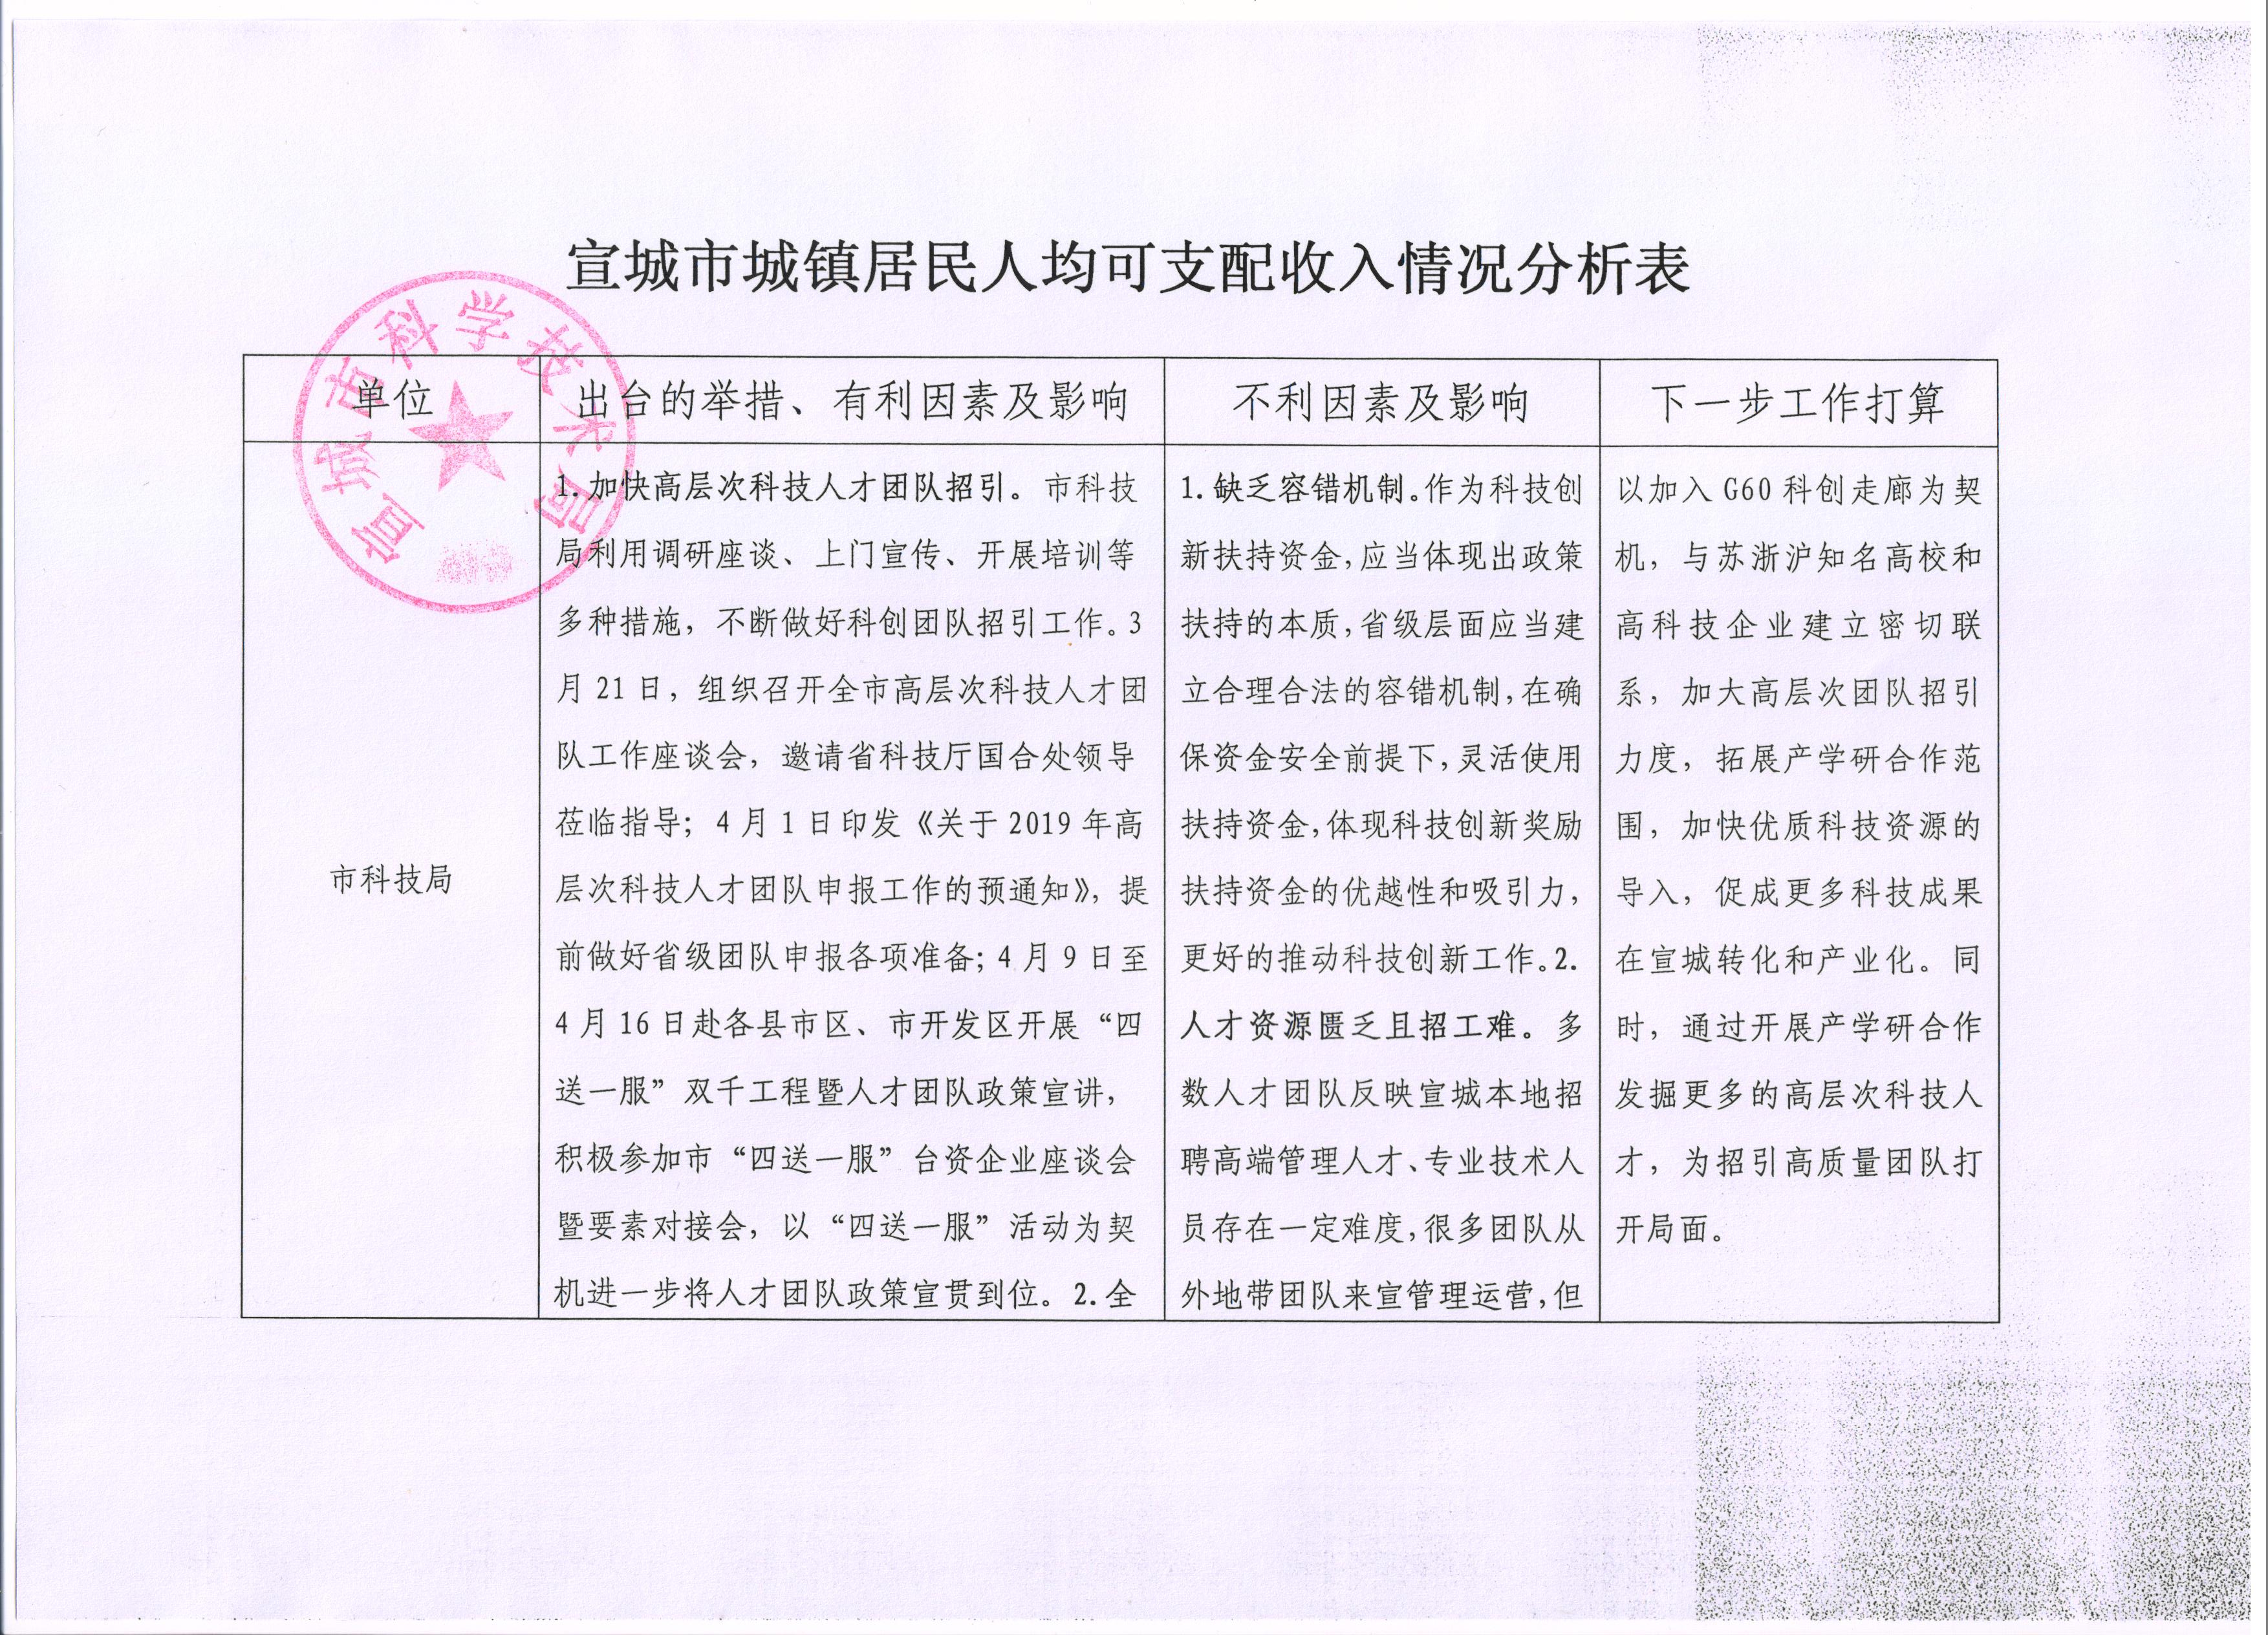 宣城市城镇居民人均可支配收入情况分析表
宣城市科学技术局
单位
出台的举措、有利因素及影响
不利因素及影响
下一步工作打算
市科技局
1.加快高层次科技人才团队招引。市科技
局利用调研座谈、上门宣传、开展培训等
多种措施，不断做好科创团队招引工作。3
月 21 日，组织召开全市高层次科技人才团
队工作座谈会，邀请省科技厅国合处领导
莅临指导；4 月 1 日印发《关于 2019 年高
层次科技人才团队申报工作的预通知》，提
前做好省级团队申报各项准备；4 月 9 日至
4 月 16 日赴各县市区、市开发区开展“四
送一服”双千工程暨人才团队政策宣讲，
积极参加市“四送一服”台资企业座谈会
暨要素对接会，以“四送一服”活动为契
机进一步将人才团队政策宣贯到位。2.全
1.缺乏容错机制。作为科技创
新扶持资金，应当体现出政策
扶持的本质，省级层面应当建
立合理合法的容错机制，在确
保资金安全前提下，灵活使用
扶持资金，体现科技创新奖励
扶持资金的优越性和吸引力，
更好的推动科技创新工作。2.
人才资源匮乏且招工难。多
数人才团队反映宣城本地招
聘高端管理人才、专业技术人
员存在一定难度，很多团队从
外地带团队来宣管理运营，但
以加入 G60 科创走廊为契
机，与苏浙沪知名高校和
高科技企业建立密切联
系，加大高层次团队招引
力度，拓展产学研合作范
围，加快优质科技资源的
导入，促成更多科技成果
在宣城转化和产业化。同
时，通过开展产学研合作
发掘更多的高层次科技人
才，为招引高质量团队打
开局面。